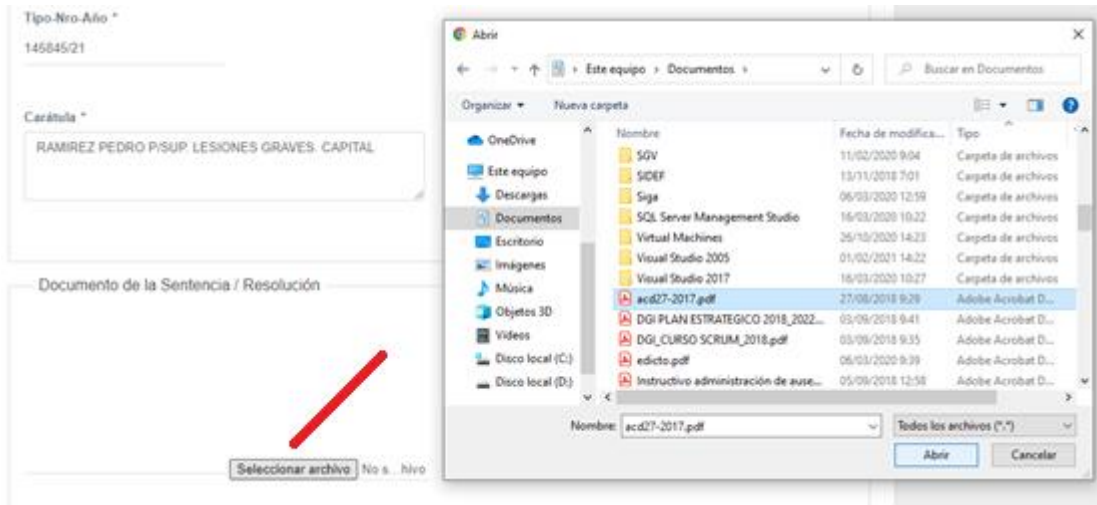 Tipo-Nro-Año *
145845/21
Carátula *
RAMIREZ PEDRO P/SUP. LESIONES GRAVES. CAPITAL
Documento de la Sentencia / Resolución
Seleccionar archivo No s... hivo
Abrir
Este equipo › Documentos ›
Buscar en Documentos
Organizar
Nueva carpeta
OneDrive
Este equipo
Descargas
Documentos
Escritorio
Imágenes
Música
Objetos 3D
Vídeos
Disco local (C:)
Disco local (D:)
Nombre Fecha de modifica... Tipo
SGV 11/02/2020 9:04 Carpeta de archivos
SIDEF 13/11/2018 7:01 Carpeta de archivos
Siga 06/03/2020 12:59 Carpeta de archivos
SQL Server Management Studio 16/03/2020 10:22 Carpeta de archivos
Virtual Machines 26/10/2020 14:23 Carpeta de archivos
Visual Studio 2005 01/02/2021 14:22 Carpeta de archivos
Visual Studio 2017 16/03/2020 10:27 Carpeta de archivos
acd27-2017.pdf 27/08/2018 9:29 Adobe Acrobat D...
DGI PLAN ESTRATEGICO 2018_2022... 03/09/2018 9:41 Adobe Acrobat D...
DGI_CURSO SCRUM_2018.pdf 03/09/2018 9:35 Adobe Acrobat D...
edicto.pdf 06/03/2020 9:39 Adobe Acrobat D...
Instructivo administración de ause... 05/09/2018 12:58 Adobe Acrobat D...
Nombre: acd27-2017.pdf
Todos los archivos (*.*)
Abrir
Cancelar